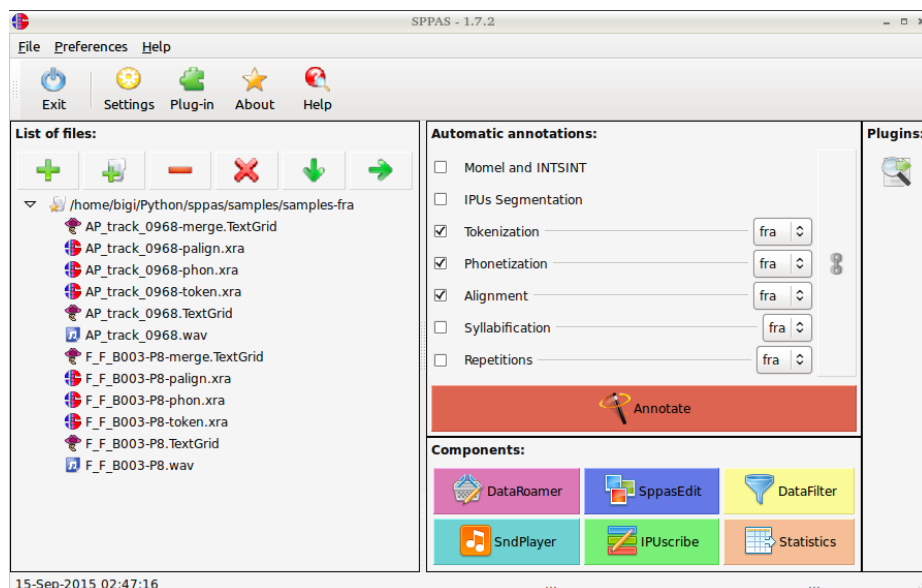 SPPAS - 1.7.2
File Preferences Help
Exit Settings Plug-in About Help
List of files:
/home/bigi/Python/sppas/samples/samples-fra
AP_track_0968-merge.TextGrid
AP_track_0968-palign.xra
AP_track_0968-phon.xra
AP_track_0968-token.xra
AP_track_0968.TextGrid
AP_track_0968.wav
F_F_B003-P8-merge.TextGrid
F_F_B003-P8-palign.xra
F_F_B003-P8-phon.xra
F_F_B003-P8-token.xra
F_F_B003-P8.TextGrid
F_F_B003-P8.wav
Automatic annotations:
Momel and INTSINT
IPUs Segmentation
Tokenization fra
Phonetization fra
Alignment fra
Syllabification fra
Repetitions fra
Annotate
Components:
DataRoamer SppasEdit DataFilter
SndPlayer IPUscribe Statistics
Plugins:
15-Sep-2015 02:47:16